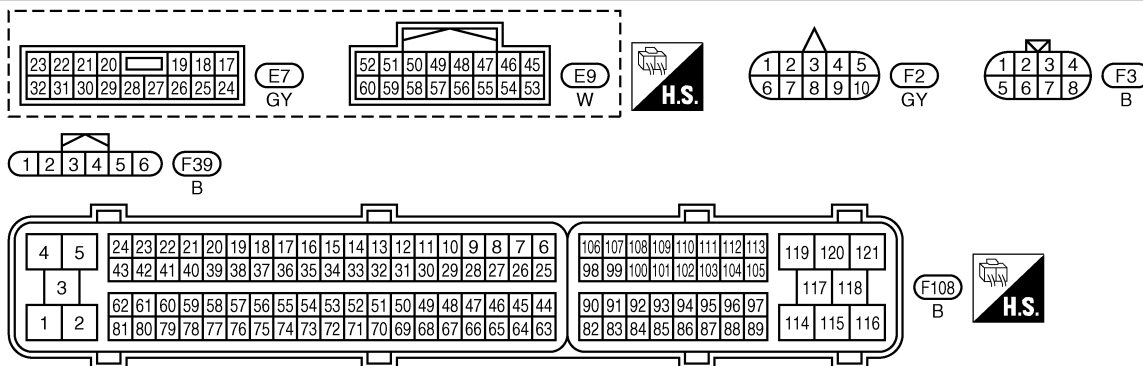 23 22 21 20 19 18 17
32 31 30 29 28 27 26 25 24
E7
GY
52 51 50 49 48 47 46 45
60 59 58 57 56 55 54 53
E9
W
H.S.
1 2 3 4 5
6 7 8 9 10
F2
GY
1 2 3 4
5 6 7 8
F3
B
1 2 3 4 5 6
F39
B
4 5
3
1 2
24 23 22 21 20 19 18 17 16 15 14 13 12 11 10 9 8 7 6
43 42 41 40 39 38 37 36 35 34 33 32 31 30 29 28 27 26 25
62 61 60 59 58 57 56 55 54 53 52 51 50 49 48 47 46 45 44
81 80 79 78 77 76 75 74 73 72 71 70 69 68 67 66 65 64 63
106 107 108 109 110 111 112 113
98 99 100 101 102 103 104 105
90 91 92 93 94 95 96 97
82 83 84 85 86 87 88 89
119 120 121
117 118
114 115 116
F108
B
H.S.